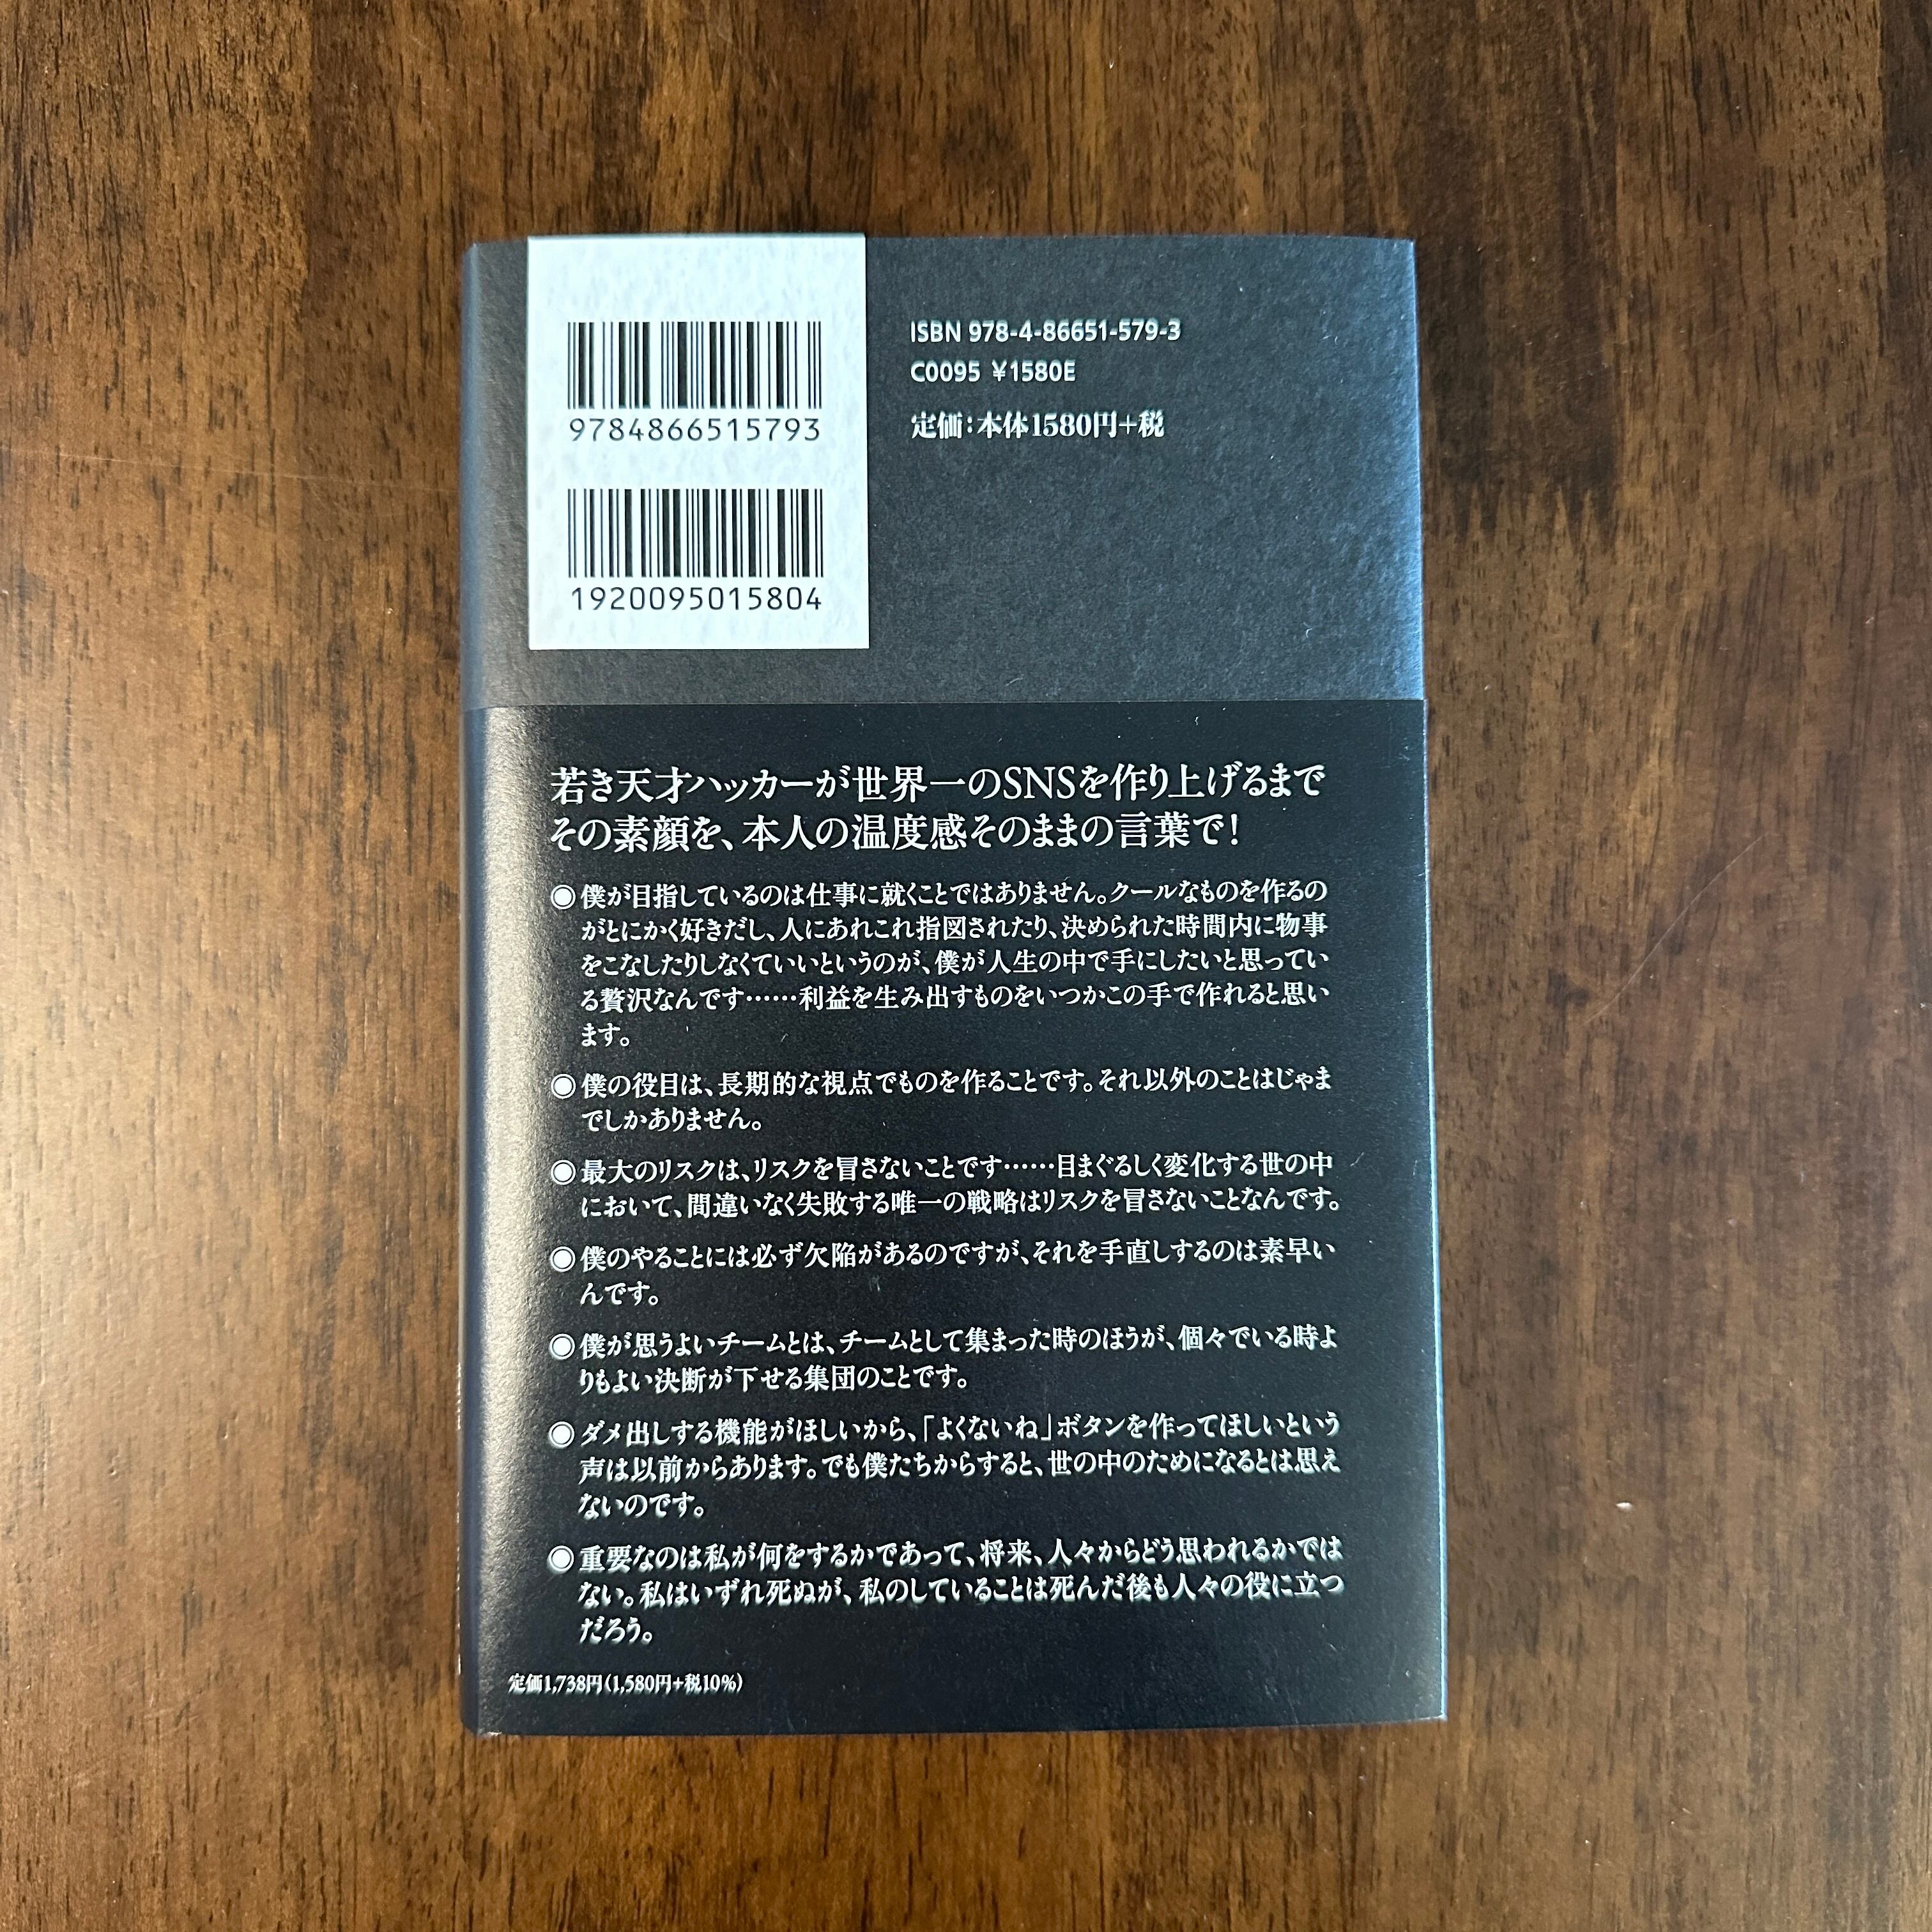 9784866515793
1920095015804
ISBN 978-4-86651-579-3
C0095 ¥1580E
定価：本体1580円+税
若き天才ハッカーが世界一のSNSを作り上げるまで
その素顔を、本人の温度感そのままの言葉で！
◉僕が目指しているのは仕事に就くことではありません。クールなものを作るの
がとにかく好きだし、人にあれこれ指図されたり、決められた時間内に物事
をこなしたりしなくていいというのが、僕が人生の中で手にしたいと思ってい
る贅沢なんです……利益を生み出すものをいつかこの手で作れると思い
ます。
◉僕の役目は、長期的な視点でものを作ることです。それ以外のことはじゃま
でしかありません。
◉最大のリスクは、リスクを冒さないことです……目まぐるしく変化する世の中
において、間違いなく失敗する唯一の戦略はリスクを冒さないことなんです。
◉僕のやることには必ず欠陥があるのですが、それを手直しするのは素早い
んです。
◉僕が思うよいチームとは、チームとして集まった時のほうが、個々でいる時よ
りもよい決断が下せる集団のことです。
◉ダメ出しする機能がほしいから、「よくないね」ボタンを作ってほしいという
声は以前からあります。でも僕たちからすると、世の中のためになるとは思え
ないのです。
◉重要なのは私が何をするかであって、将来、人々からどう思われるかでは
ない。私はいずれ死ぬが、私のしていることは死んだ後も人々の役に立つ
だろう。
定価1,738円（1,580円+税10%）